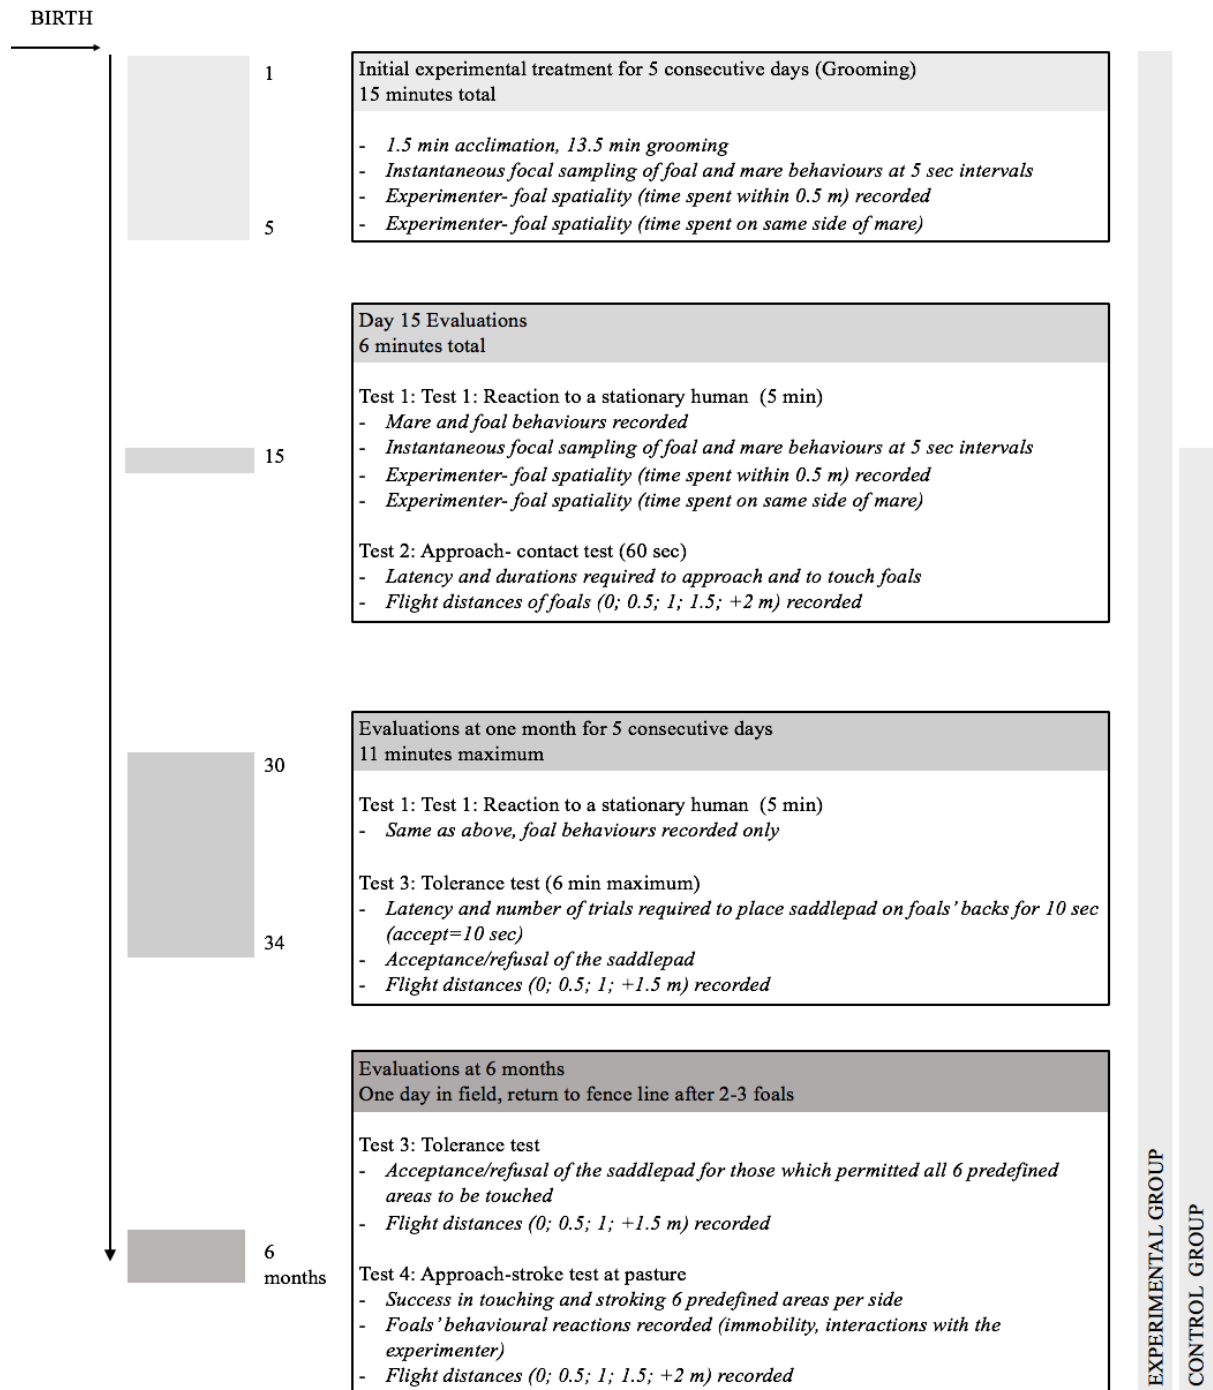 BIRTH
1
Initial experimental treatment for 5 consecutive days (Grooming)
15 minutes total
- 1.5 min acclimation, 13.5 min grooming
- Instantaneous focal sampling of foal and mare behaviours at 5 sec intervals
- Experimenter- foal spatiality (time spent within 0.5 m) recorded
- Experimenter- foal spatiality (time spent on same side of mare)
5
Day 15 Evaluations
6 minutes total
Test 1: Test 1: Reaction to a stationary human (5 min)
- Mare and foal behaviours recorded
- Instantaneous focal sampling of foal and mare behaviours at 5 sec intervals
15
- Experimenter- foal spatiality (time spent within 0.5 m) recorded
- Experimenter- foal spatiality (time spent on same side of mare)
Test 2: Approach- contact test (60 sec)
- Latency and durations required to approach and to touch foals
- Flight distances of foals (0; 0.5; 1; 1.5; +2 m) recorded
Evaluations at one month for 5 consecutive days
11 minutes maximum
30
Test 1: Test 1: Reaction to a stationary human (5 min)
- Same as above, foal behaviours recorded only
Test 3: Tolerance test (6 min maximum)
- Latency and number of trials required to place saddlepad on foals' backs for 10 sec
(accept=10 sec)
34
- Acceptance/refusal of the saddlepad
- Flight distances (0; 0.5; 1; +1.5 m) recorded
Evaluations at 6 months
One day in field, return to fence line after 2-3 foals
Test 3: Tolerance test
- Acceptance/refusal of the saddlepad for those which permitted all 6 predefined
areas to be touched
- Flight distances (0; 0.5; 1; +1.5 m) recorded
6
months
Test 4: Approach-stroke test at pasture
- Success in touching and stroking 6 predefined areas per side
- Foals' behavioural reactions recorded (immobility, interactions with the
experimenter)
- Flight distances (0; 0.5; 1; 1.5; +2 m) recorded
EXPERIMENTAL GROUP
CONTROL GROUP